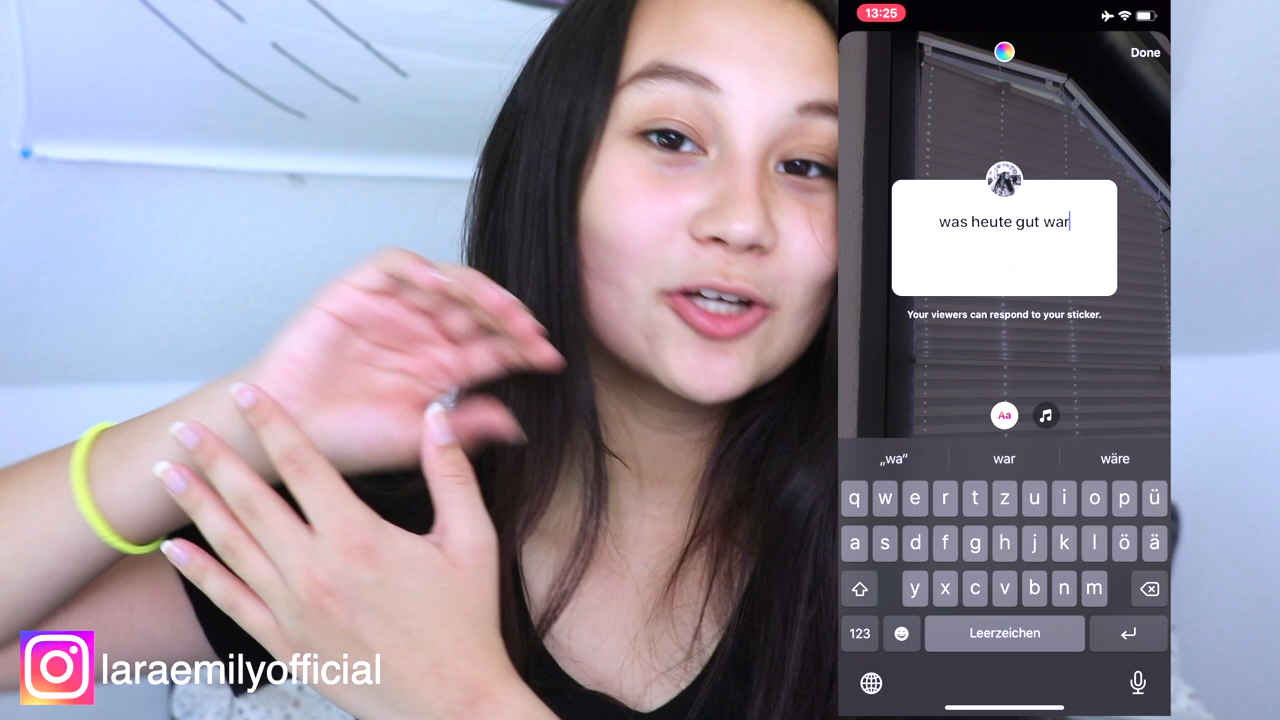 13:25
Done
was heute gut war
Your viewers can respond to your sticker.
Aa
„wa“ war wäre
q w e r t z u i o p ü
a s d f g h j k l ö ä
y x c v b n m
123 Leerzeichen
laraemilyofficial